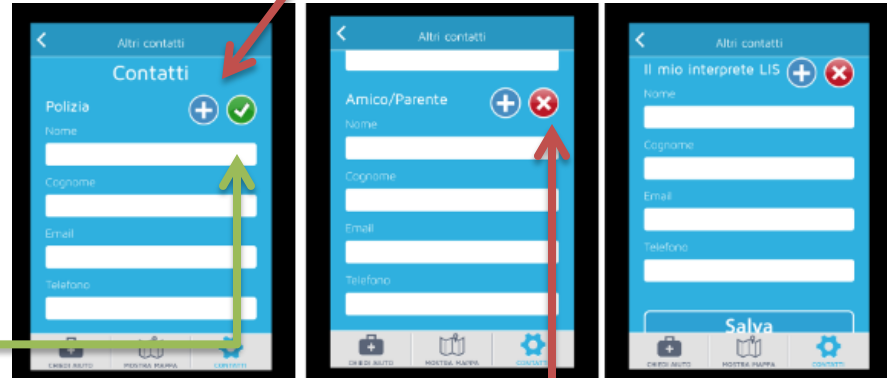 Altri contatti
Contatti
Polizia
Nome
Cognome
Email
Telefono
CHIEDI AIUTO
MOSTRA MAPPA
CONTATTI
Altri contatti
Amico/Parente
Nome
Cognome
Email
Telefono
CHIEDI AIUTO
MOSTRA MAPPA
CONTATTI
Altri contatti
Il mio interprete LIS
Nome
Cognome
Email
Telefono
Salva
CHIEDI AIUTO
MOSTRA MAPPA
CONTATTI